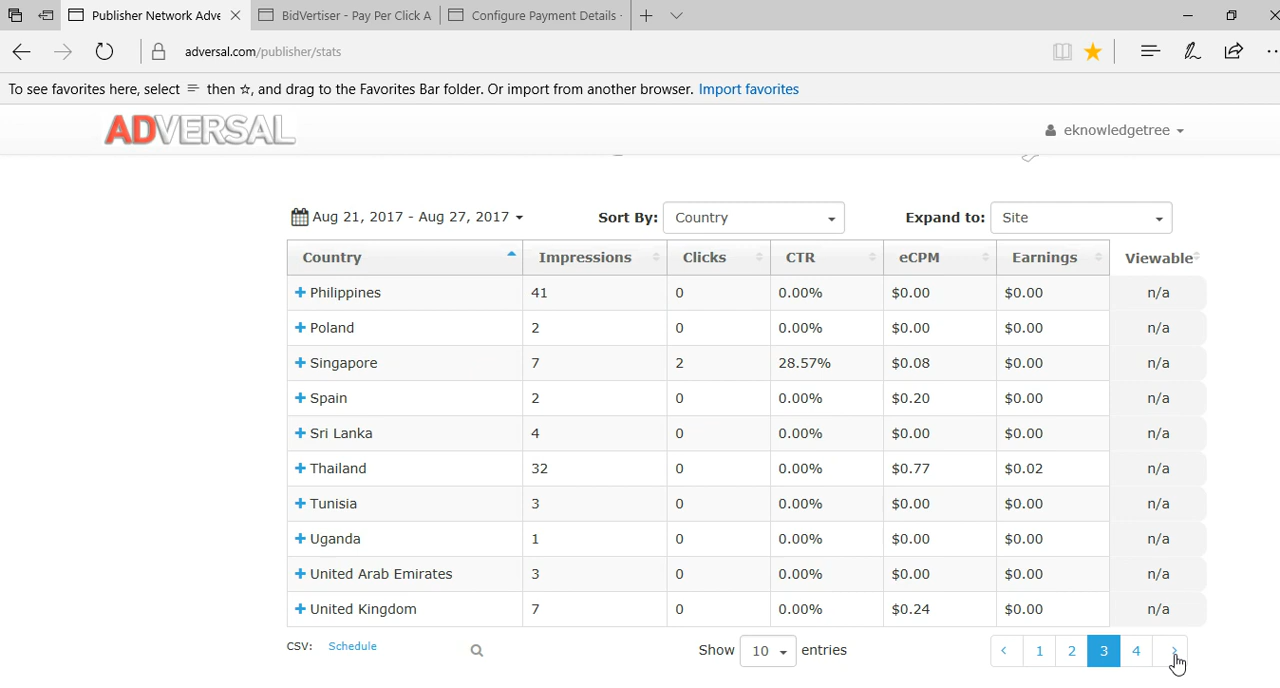 Publisher Network Adve
BidVertiser - Pay Per Click A
Configure Payment Details -
adversal.com/publisher/stats
To see favorites here, select then ☆, and drag to the Favorites Bar folder. Or import from another browser. Import favorites
ADVERSAL
eknowledgetree
Aug 21, 2017 - Aug 27, 2017 Sort By: Country Expand to: Site
Country Impressions Clicks CTR eCPM Earnings Viewable
+ Philippines 41 0 0.00% $0.00 $0.00 n/a
+ Poland 2 0 0.00% $0.00 $0.00 n/a
+ Singapore 7 2 28.57% $0.08 $0.00 n/a
+ Spain 2 0 0.00% $0.20 $0.00 n/a
+ Sri Lanka 4 0 0.00% $0.00 $0.00 n/a
+ Thailand 32 0 0.00% $0.77 $0.02 n/a
+ Tunisia 3 0 0.00% $0.00 $0.00 n/a
+ Uganda 1 0 0.00% $0.00 $0.00 n/a
+ United Arab Emirates 3 0 0.00% $0.00 $0.00 n/a
+ United Kingdom 7 0 0.00% $0.24 $0.00 n/a
CSV: Schedule Show 10 entries < 1 2 3 4 >